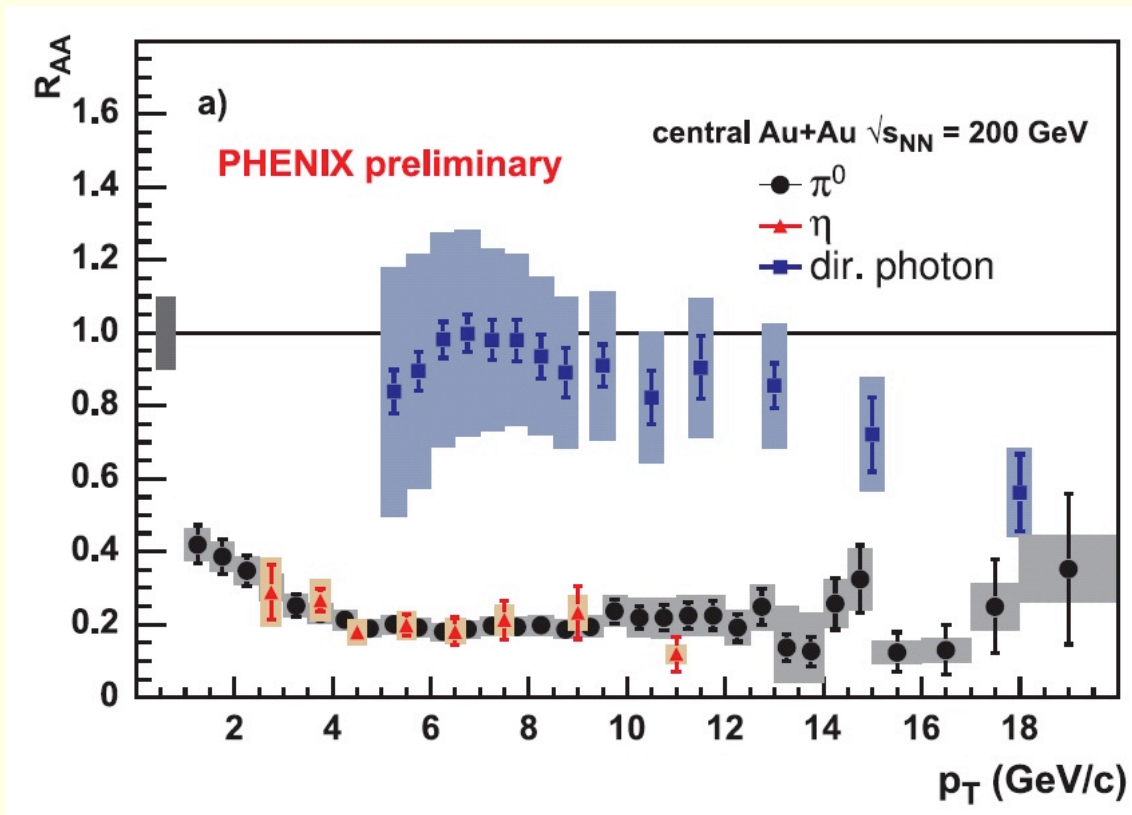 R_AA
a)
PHENIX preliminary
central Au+Au √s_NN = 200 GeV
π⁰
η
dir. photon
1.6
1.4
1.2
1.0
0.8
0.6
0.4
0.2
0
2 4 6 8 10 12 14 16 18
p_T (GeV/c)